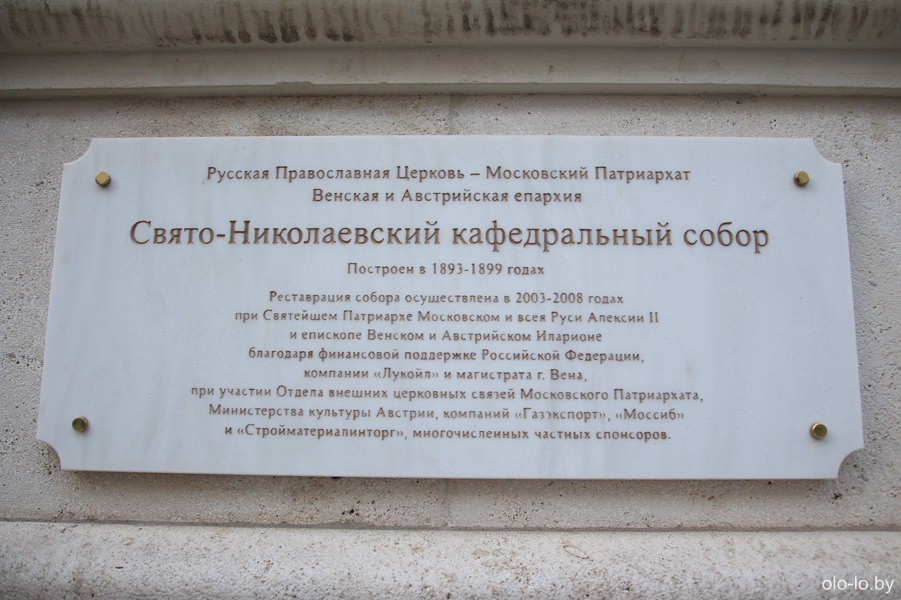 Русская Православная Церковь – Московский Патриархат
Венская и Австрийская епархия
Свято-Николаевский кафедральный собор
Построен в 1893-1899 годах
Реставрация собора осуществлена в 2003-2008 годах
при Святейшем Патриархе Московском и всея Руси Алексии II
и епископе Венском и Австрийском Иларионе
благодаря финансовой поддержке Российской Федерации,
компании «Лукойл» и магистрата г. Вена,
при участии Отдела внешних церковных связей Московского Патриархата,
Министерства культуры Австрии, компаний «Газэкспорт», «Моссиб»
и «Стройматериалинторг», многочисленных частных спонсоров.
olo-lo.by